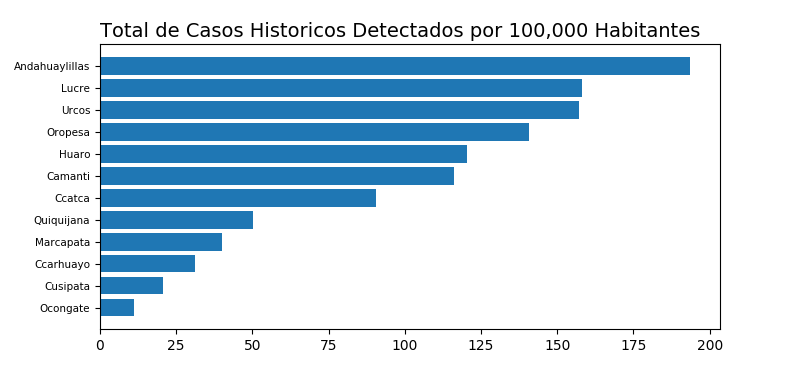 Total de Casos Historicos Detectados por 100,000 Habitantes
Andahuaylillas
Lucre
Urcos
Oropesa
Huaro
Camanti
Ccatca
Quiquijana
Marcapata
Ccarhuayo
Cusipata
Ocongate
0 25 50 75 100 125 150 175 200